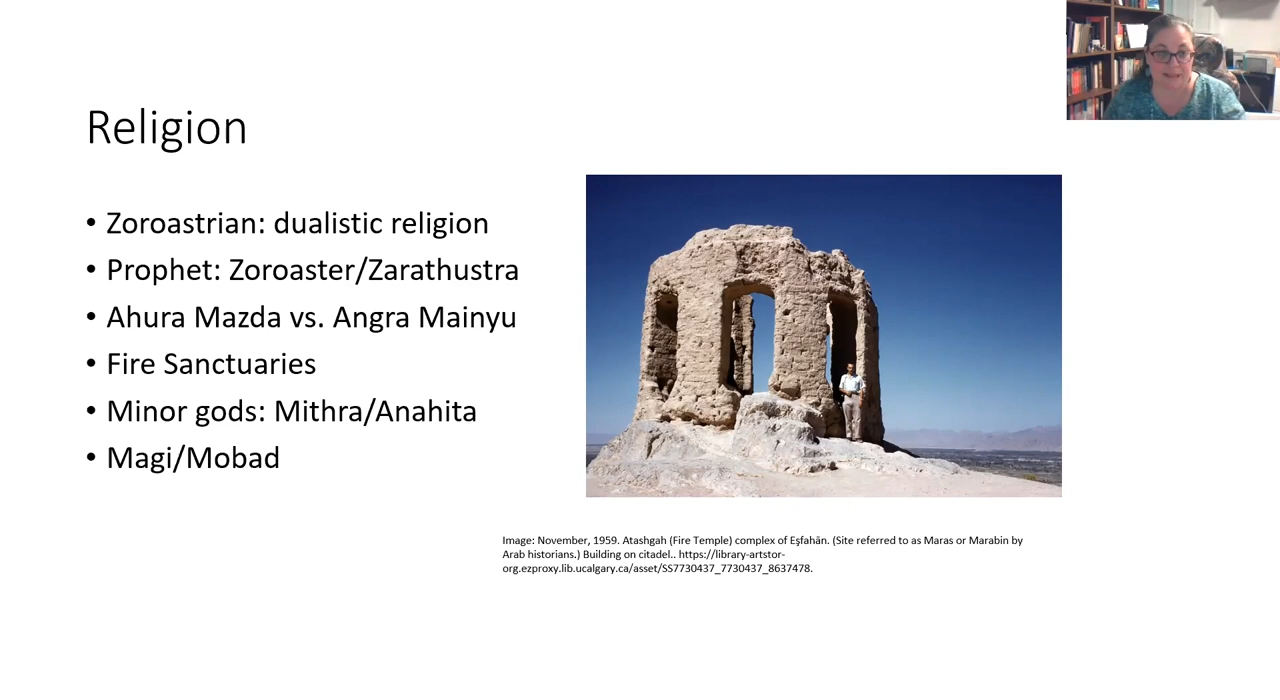 Religion
• Zoroastrian: dualistic religion
• Prophet: Zoroaster/Zarathustra
• Ahura Mazda vs. Angra Mainyu
• Fire Sanctuaries
• Minor gods: Mithra/Anahita
• Magi/Mobad
Image: November, 1959. Atashgah (Fire Temple) complex of Eşfahān. (Site referred to as Maras or Marabin by
Arab historians.) Building on citadel.. https://library-artstor-
org.ezproxy.lib.ucalgary.ca/asset/SS7730437_7730437_8637478.